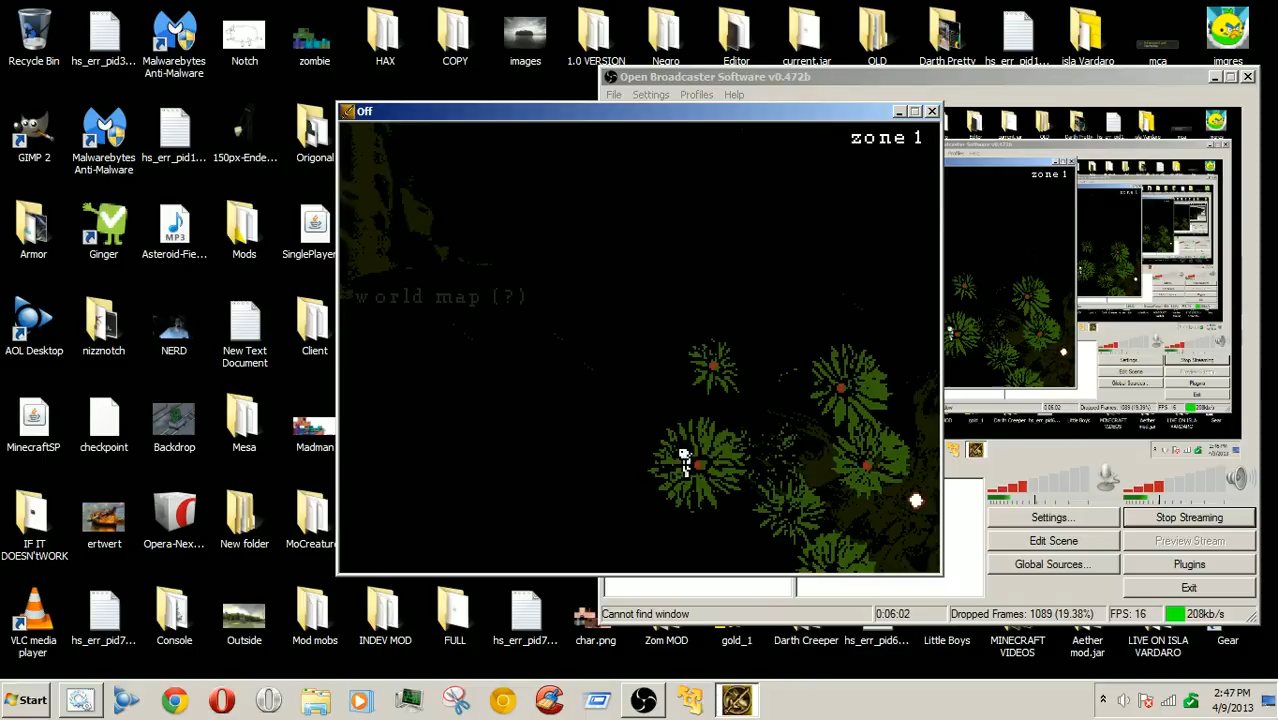 Recycle Bin
hs_err_pid3...
Malwarebytes
Anti-Malware
Notch
zombie
HAX
COPY
images
1.0 VERSION
Negro
Editor
current.jar
OLD
Darth Pretty
hs_err_pid1...
isla Vardaro
mca
imgres
Open Broadcaster Software v0.472b
File Settings Profiles Help
Off
zone 1
world map
GIMP 2
Malwarebytes
Anti-Malware
hs_err_pid1...
150px-Ende...
Armor
Ginger
MP3
Asteroid-Fie...
Mods
SinglePlayer
AOL Desktop
nizznotch
NERD
New Text
Document
Client
MinecraftSP
checkpoint
Backdrop
Mesa
Madman
IF IT
DOESN'tWORK
ertwert
Opera-Nex...
New folder
MoCreature
VLC media
player
hs_err_pid7...
Outside
Console
Mod mobs
INDEV MOD
FULL
hs_err_pid7...
char.png
Zom MOD
gold_1
Darth Creeper
hs_err_pid6...
Little Boys
MINECRAFT
VIDEOS
Aether
mod.jar
LIVE ON ISLA
VARDARO
Gear
zone 1
Settings...
Stop Streaming
Edit Scene
Preview Stream
Global Sources...
Plugins
Exit
Cannot find window
0:06:02
Dropped Frames: 1089 (19.38%)
FPS: 16
208kb/s
Start
2:47 PM
4/9/2013